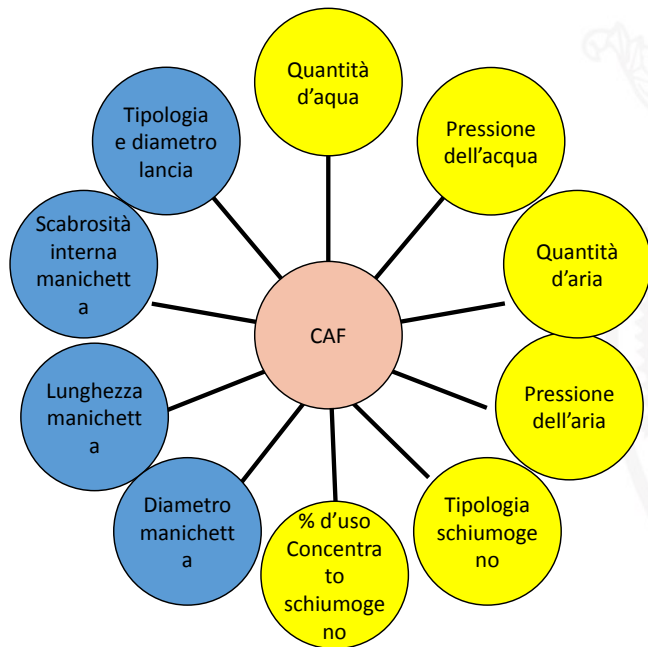 Quantità
d'aqua
Pressione
dell'acqua
Quantità
d'aria
Pressione
dell'aria
Tipologia
schiumoge
no
% d'uso
Concentra
to
schiumoge
no
Diametro
manichett
a
Lunghezza
manichett
a
Scabrosità
interna
manichett
a
Tipologia
e diametro
lancia
CAF